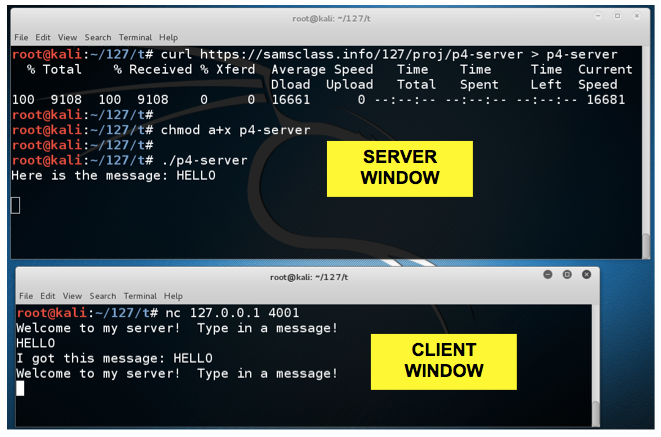 root@kali: ~/127/t
File Edit View Search Terminal Help
root@kali:~/127/t# curl https://samsclass.info/127/proj/p4-server > p4-server
% Total % Received % Xferd Average Speed Time Time Time Current
Dload Upload Total Spent Left Speed
100 9108 100 9108 0 0 16661 0 --:--:-- --:--:-- --:--:-- 16681
root@kali:~/127/t#
root@kali:~/127/t# chmod a+x p4-server
root@kali:~/127/t#
root@kali:~/127/t# ./p4-server
Here is the message: HELLO
SERVER
WINDOW
root@kali: ~/127/t
File Edit View Search Terminal Help
root@kali:~/127/t# nc 127.0.0.1 4001
Welcome to my server! Type in a message!
HELLO
I got this message: HELLO
Welcome to my server! Type in a message!
CLIENT
WINDOW